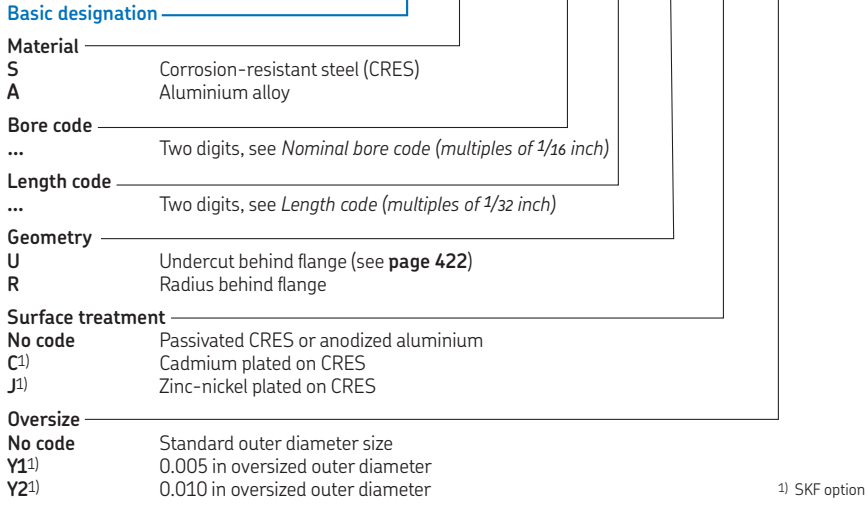 Basic designation
Material
S Corrosion-resistant steel (CRES)
A Aluminium alloy
Bore code
... Two digits, see Nominal bore code (multiples of 1/16 inch)
Length code
... Two digits, see Length code (multiples of 1/32 inch)
Geometry
U Undercut behind flange (see page 422)
R Radius behind flange
Surface treatment
No code Passivated CRES or anodized aluminium
C1) Cadmium plated on CRES
J1) Zinc-nickel plated on CRES
Oversize
No code Standard outer diameter size
Y11) 0.005 in oversized outer diameter
Y21) 0.010 in oversized outer diameter
1) SKF option